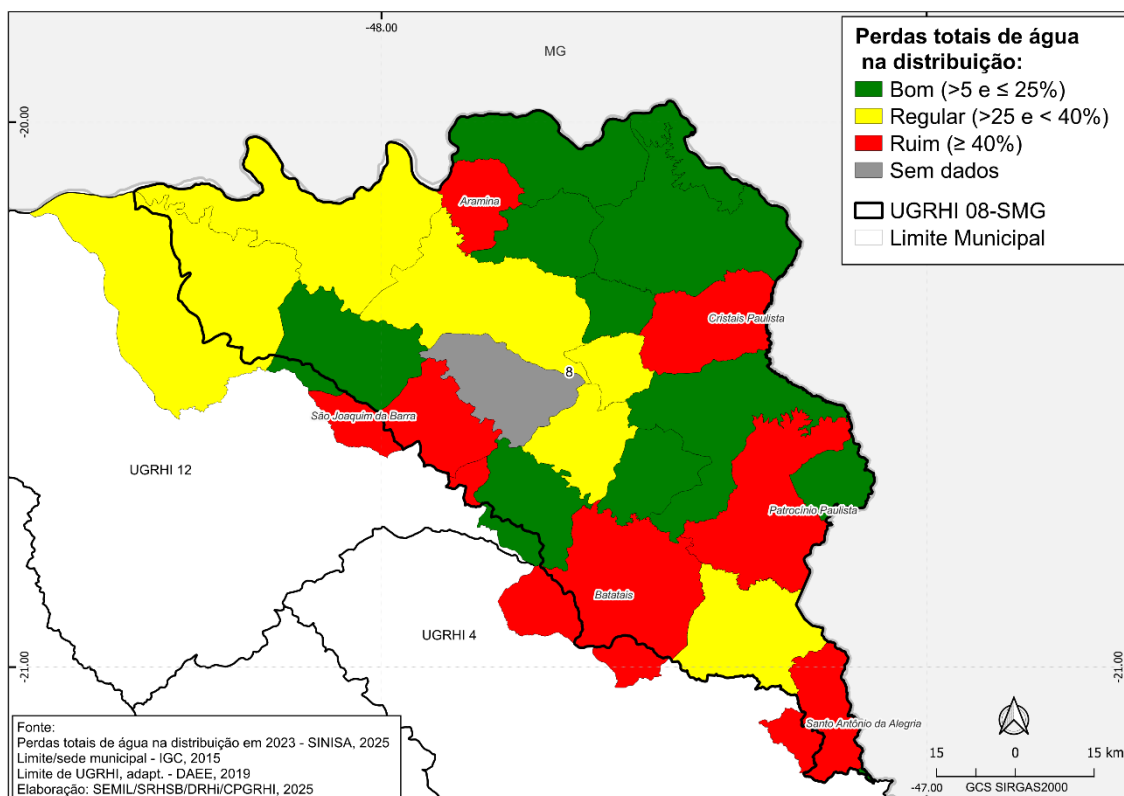 -48.00
MG
Perdas totais de água
na distribuição:
Bom (>5 e ≤ 25%)
Regular (>25 e < 40%)
Ruim (≥ 40%)
Sem dados
UGRHI 08-SMG
Limite Municipal
-20.00
Aramina
Cristais Paulista
8
São Joaquim da Barra
UGRHI 12
Patrocínio Paulista
Batatais
UGRHI 4
-21.00
-21.00
Santo Antônio da Alegria
Fonte:
Perdas totais de água na distribuição em 2023 - SINISA, 2025
Limite/sede municipal - IGC, 2015
Limite de UGRHI, adapt. - DAEE, 2019
Elaboração: SEMIL/SRHSB/DRHi/CPGRHI, 2025
15 0 15 km
-47.00 GCS SIRGAS2000